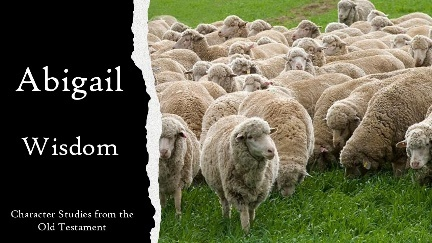 Abigail
Wisdom
Character Studies from the
Old Testament